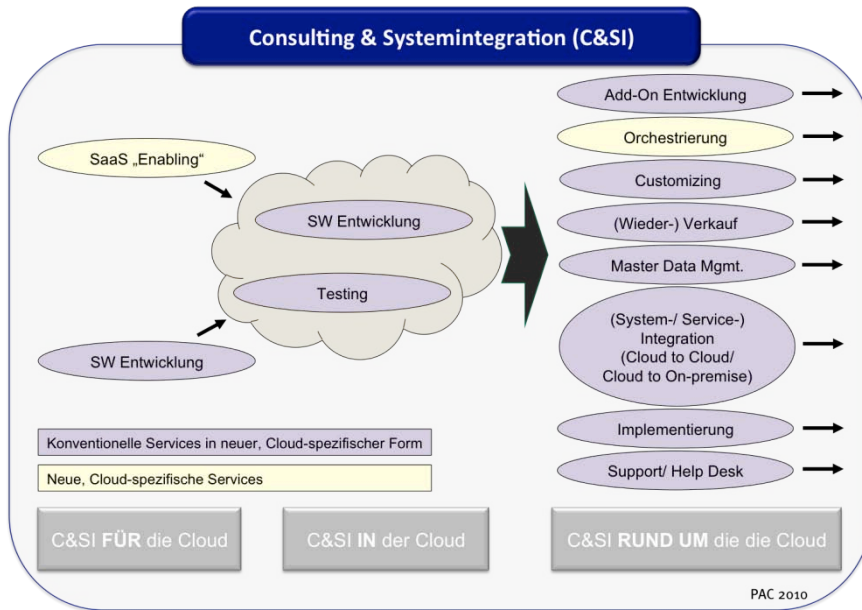 Consulting & Systemintegration (C&SI)
SaaS „Enabling“
SW Entwicklung
SW Entwicklung
Testing
Add-On Entwicklung
Orchestrierung
Customizing
(Wieder-) Verkauf
Master Data Mgmt.
(System-/ Service-)
Integration
(Cloud to Cloud/
Cloud to On-premise)
Implementierung
Support/ Help Desk
Konventionelle Services in neuer, Cloud-spezifischer Form
Neue, Cloud-spezifische Services
C&SI FÜR die Cloud
C&SI IN der Cloud
C&SI RUND UM die die Cloud
PAC 2010